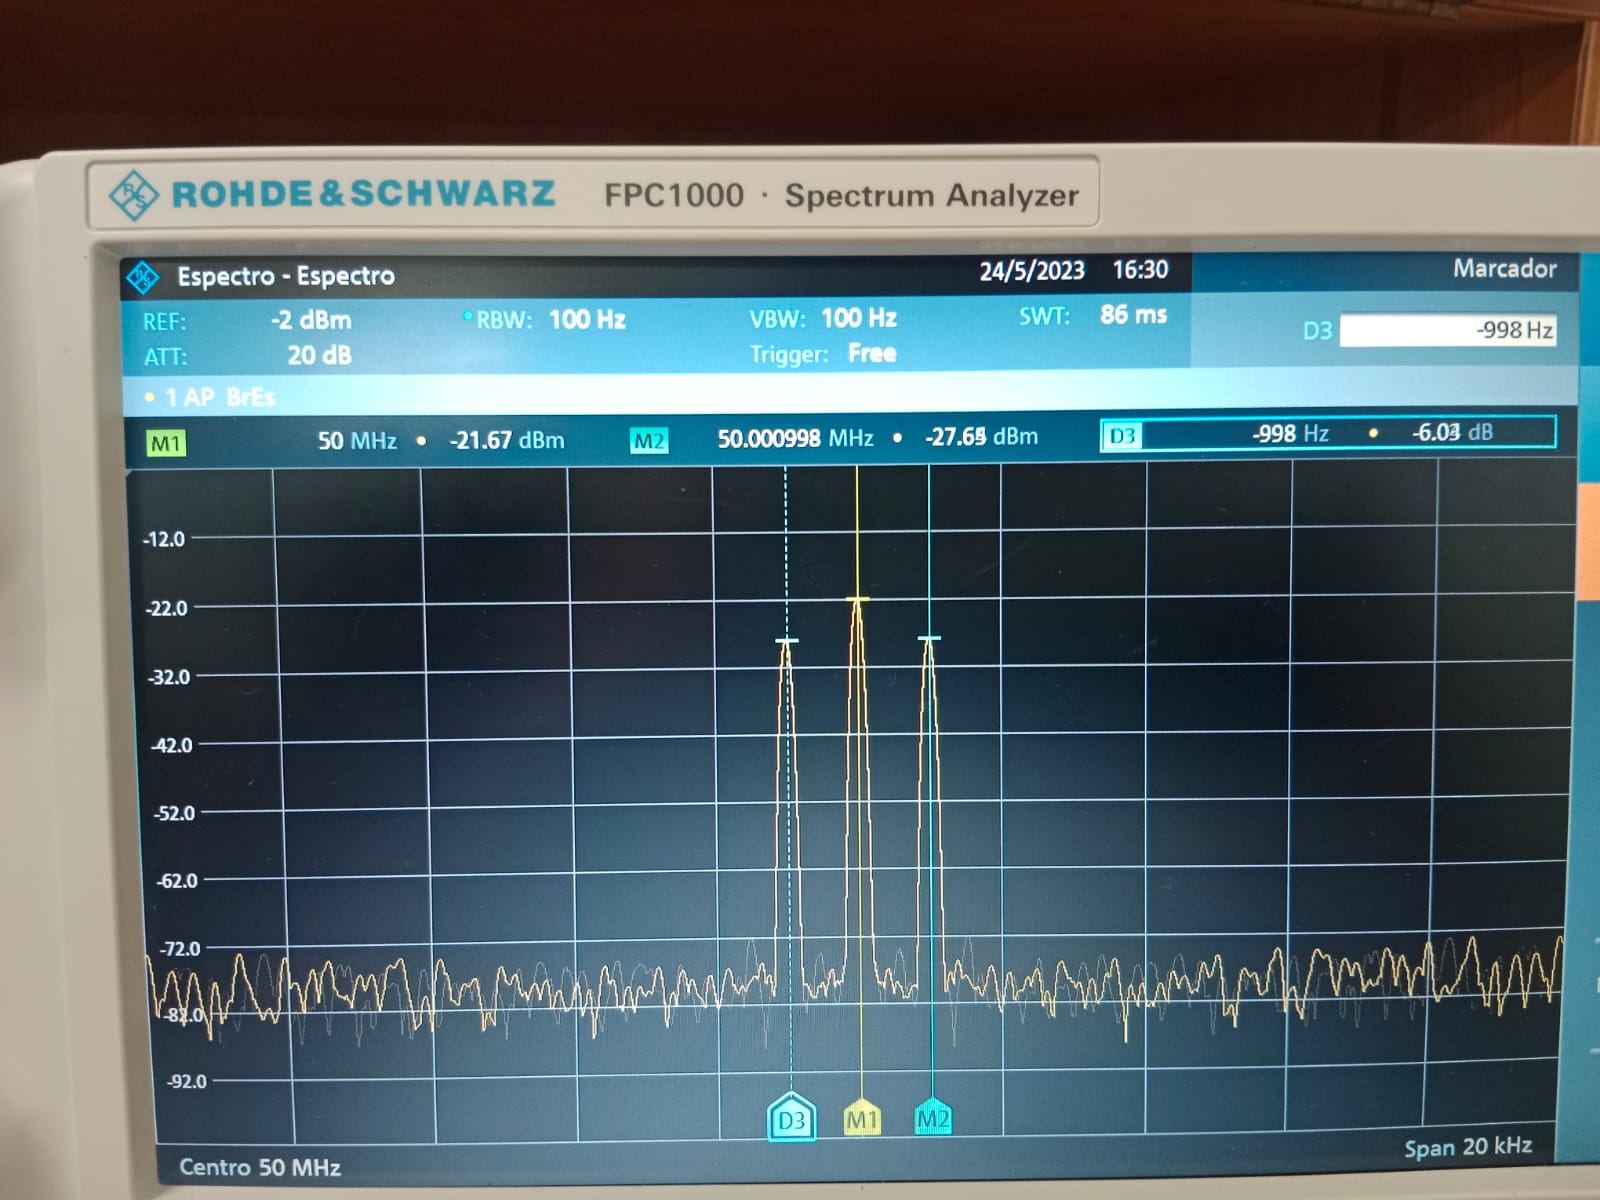 ROHDE&SCHWARZ FPC1000 · Spectrum Analyzer
Espectro - Espectro 24/5/2023 16:30 Marcador
REF: -2 dBm RBW: 100 Hz VBW: 100 Hz SWT: 86 ms D3 -998 Hz
ATT: 20 dB Trigger: Free
1 AP BrEs
M1 50 MHz • -21.67 dBm M2 50.000998 MHz • dBm D3 -998 Hz • dB
-12.0
-22.0
-32.0
-42.0
-52.0
-62.0
-72.0
-82.0
-92.0
D3 M1 M2
Centro 50 MHz Span 20 kHz